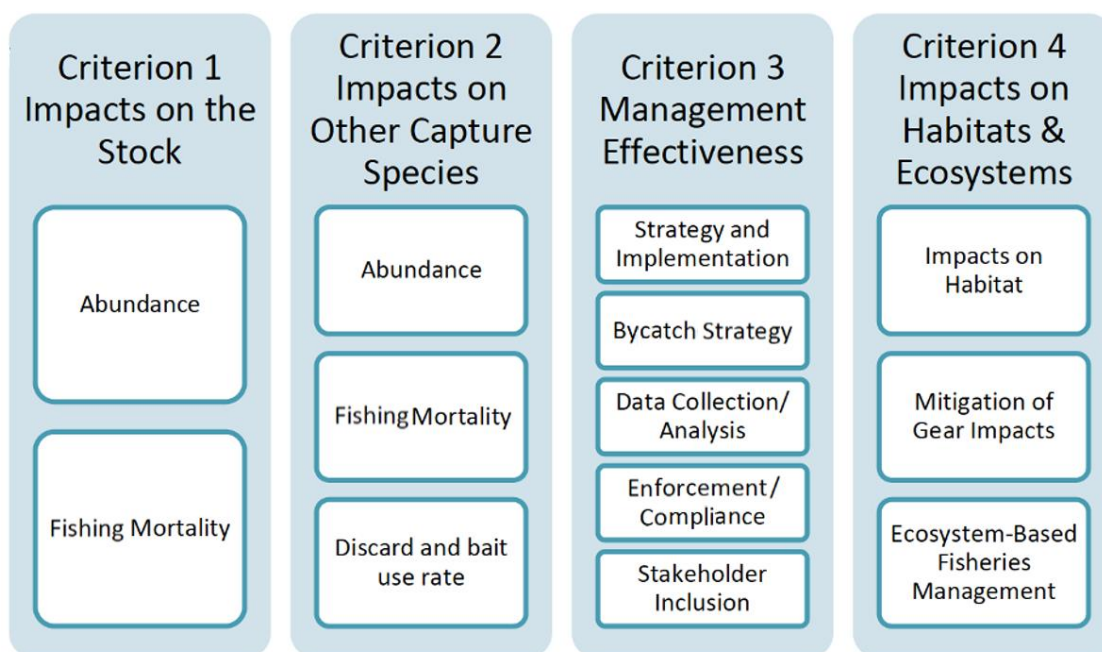 Criterion 1
Impacts on the
Stock
Abundance
Fishing Mortality
Criterion 2
Impacts on
Other Capture
Species
Abundance
Fishing Mortality
Discard and bait
use rate
Criterion 3
Management
Effectiveness
Strategy and
Implementation
Bycatch Strategy
Data Collection/
Analysis
Enforcement/
Compliance
Stakeholder
Inclusion
Criterion 4
Impacts on
Habitats &
Ecosystems
Impacts on
Habitat
Mitigation of
Gear Impacts
Ecosystem-Based
Fisheries
Management